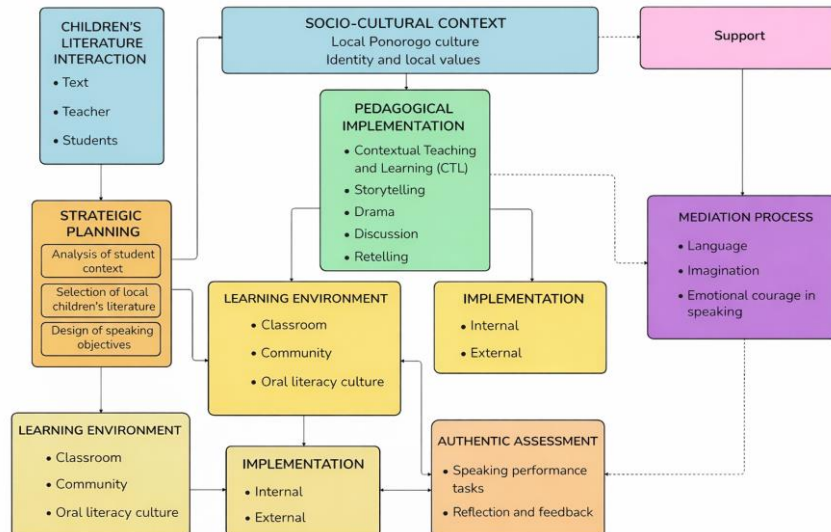 CHILDREN'S
LITERATURE
INTERACTION
• Text
• Teacher
• Students
SOCIO-CULTURAL CONTEXT
Local Ponorogo culture
Identity and local values
Support
PEDAGOGICAL
IMPLEMENTATION
• Contextual Teaching
and Learning (CTL)
• Storytelling
• Drama
• Discussion
• Retelling
STRATEIGIC
PLANNING
Analysis of student
context
Selection of local
children's literature
Design of speaking
objectives
MEDIATION PROCESS
• Language
• Imagination
• Emotional courage in
speaking
LEARNING ENVIRONMENT
• Classroom
• Community
• Oral literacy culture
IMPLEMENTATION
• Internal
• External
LEARNING ENVIRONMENT
• Classroom
• Community
• Oral literacy culture
IMPLEMENTATION
• Internal
• External
AUTHENTIC ASSESSMENT
• Speaking performance
tasks
• Reflection and feedback